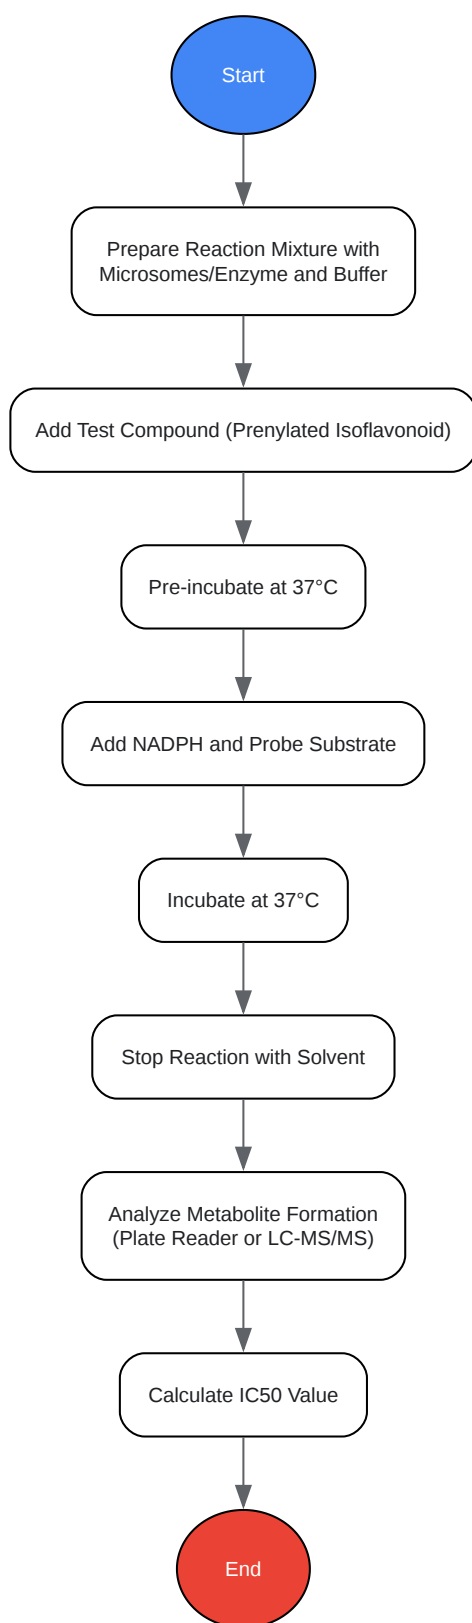 Start
Prepare Reaction Mixture with
Microsomes/Enzyme and Buffer
Add Test Compound (Prenylated Isoflavonoid)
Pre-incubate at 37°C
Add NADPH and Probe Substrate
Incubate at 37°C
Stop Reaction with Solvent
Analyze Metabolite Formation
(Plate Reader or LC-MS/MS)
Calculate IC50 Value
End